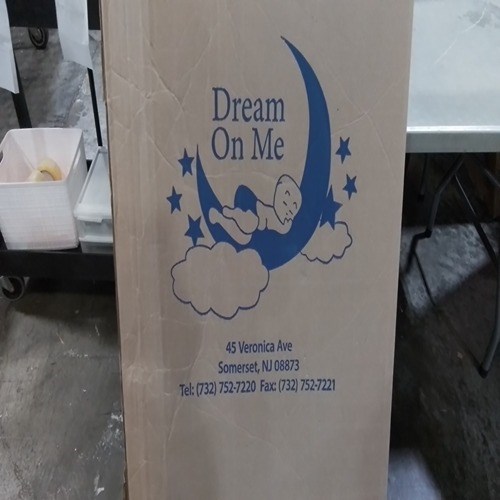 Dream
On Me
45 Veronica Ave
Somerset, NJ 08873
Tel: (732) 752-7220 Fax: (732) 752-7221